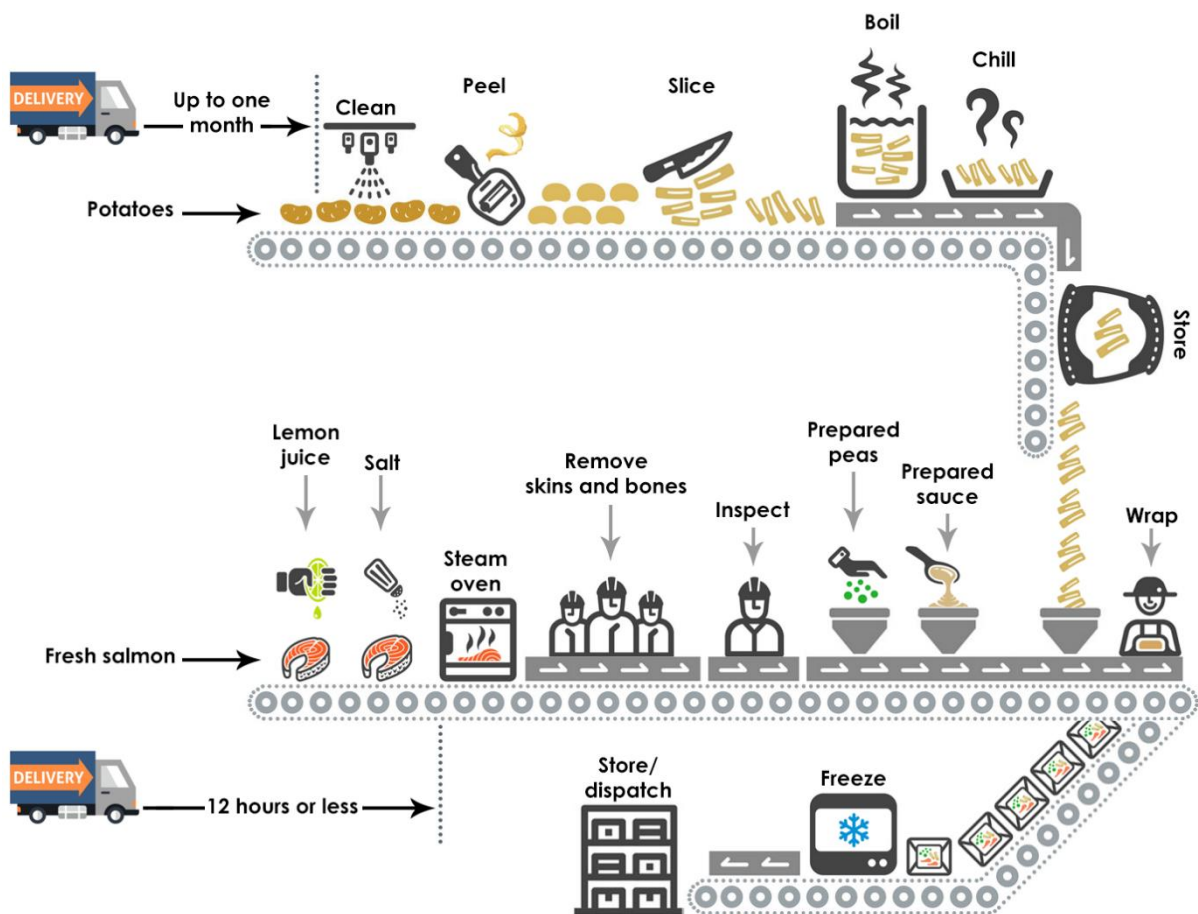 Boil
Chill
Peel
Slice
DELIVERY
Up to one
month
Clean
Potatoes
Store
Lemon
juice
Salt
Remove
skins and bones
Inspect
Prepared
peas
Prepared
sauce
Wrap
Steam
oven
Fresh salmon
DELIVERY
12 hours or less
Store/
dispatch
Freeze